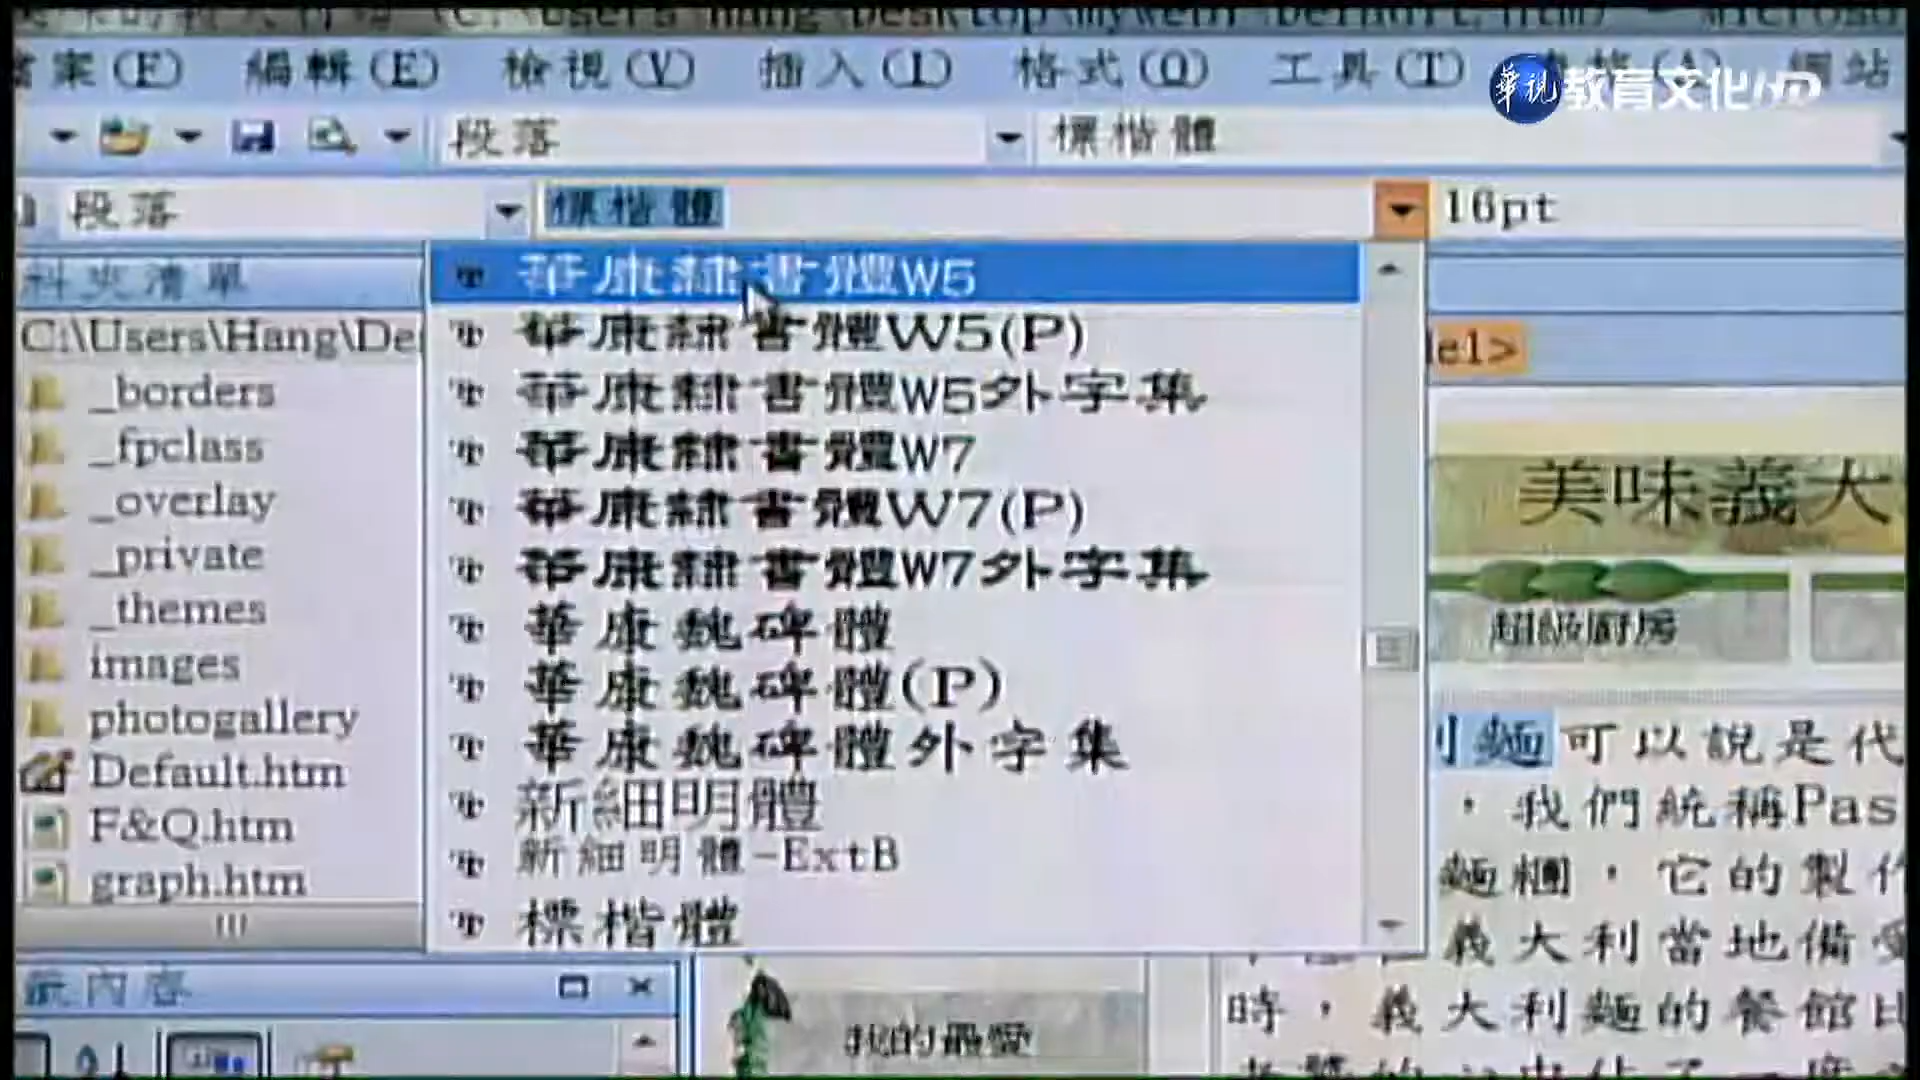 案(F) 編輯(E) 檢視(V) 插入(I) 格式(O) 工具(T) 表格(A) 網站
華視教育文化HD
段落 標楷體
段落 標楷體 16pt
料夾清單
C:\Users\Hang\De
_borders
_fpclass
_overlay
_private
_themes
images
photogallery
Default.htm
F&Q.htm
graph.htm
華康隸書體W5
華康隸書體W5(P)
華康隸書體W5外字集
華康隸書體W7
華康隸書體W7(P)
華康隸書體W7外字集
華康魏碑體
華康魏碑體(P)
華康魏碑體外字集
新細明體
新細明體-ExtB
標楷體
美味義大
超級廚房
利麵可以說是代
，我們統稱Pas
麵糰，它的製作
義大利當地備受
時，義大利麵的餐館比
籤內容
我的最愛